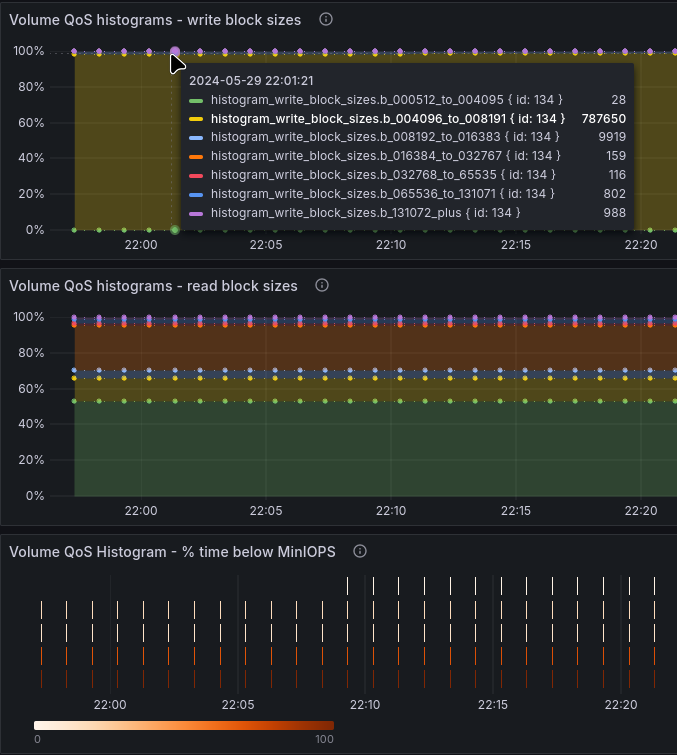 Volume QoS histograms - write block sizes
100%
80%
60%
40%
20%
0%
2024-05-29 22:01:21
histogram_write_block_sizes.b_000512_to_004095 { id: 134 } 28
histogram_write_block_sizes.b_004096_to_008191 { id: 134 } 787650
histogram_write_block_sizes.b_008192_to_016383 { id: 134 } 9919
histogram_write_block_sizes.b_016384_to_032767 { id: 134 } 159
histogram_write_block_sizes.b_032768_to_65535 { id: 134 } 116
histogram_write_block_sizes.b_065536_to_131071 { id: 134 } 802
histogram_write_block_sizes.b_131072_plus { id: 134 } 988
22:00 22:05 22:10 22:15 22:20
Volume QoS histograms - read block sizes
100%
80%
60%
40%
20%
0%
22:00 22:05 22:10 22:15 22:20
Volume QoS Histogram - % time below MinIOPS
22:00 22:05 22:10 22:15 22:20
0 100